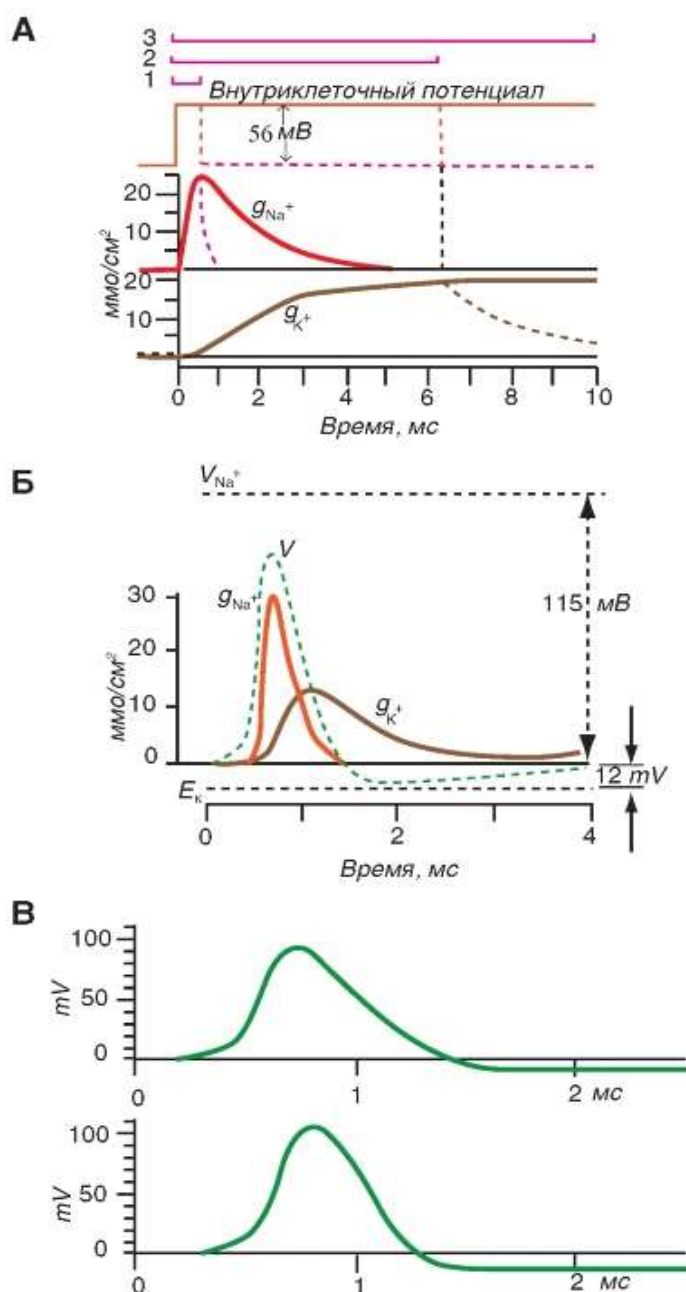 А
3
2
1
Внутриклеточный потенциал
56 мВ
20
10
gNa+
20
10
gK+
ммо/см²
0 2 4 6 8 10
Время, мс
Б
VNa+
V
gNa+
30
20
10
0
ммо/см²
gK+
115 мВ
12 mV
Eк
0 2 4
Время, мс
В
100
50
0
mV
0 1 2 мс
100
50
0
mV
0 1 2 мс